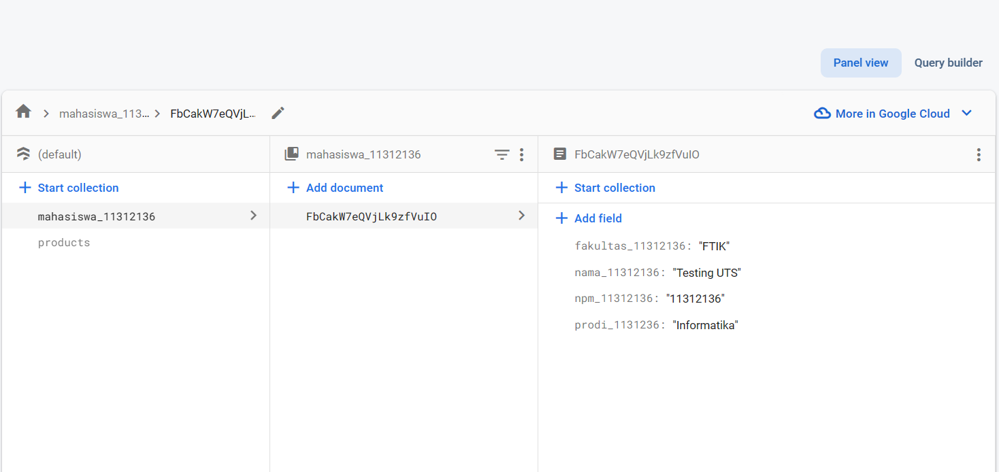 Panel view Query builder
mahasiswa_113... FbCakW7eQVjL... More in Google Cloud
(default) mahasiswa_11312136 FbCakW7eQVjLk9zfVuIO
Start collection Add document Start collection
mahasiswa_11312136 FbCakW7eQVjLk9zfVuIO Add field
products
fakultas_11312136: "FTIK"
nama_11312136: "Testing UTS"
npm_11312136: "11312136"
prodi_1131236: "Informatika"